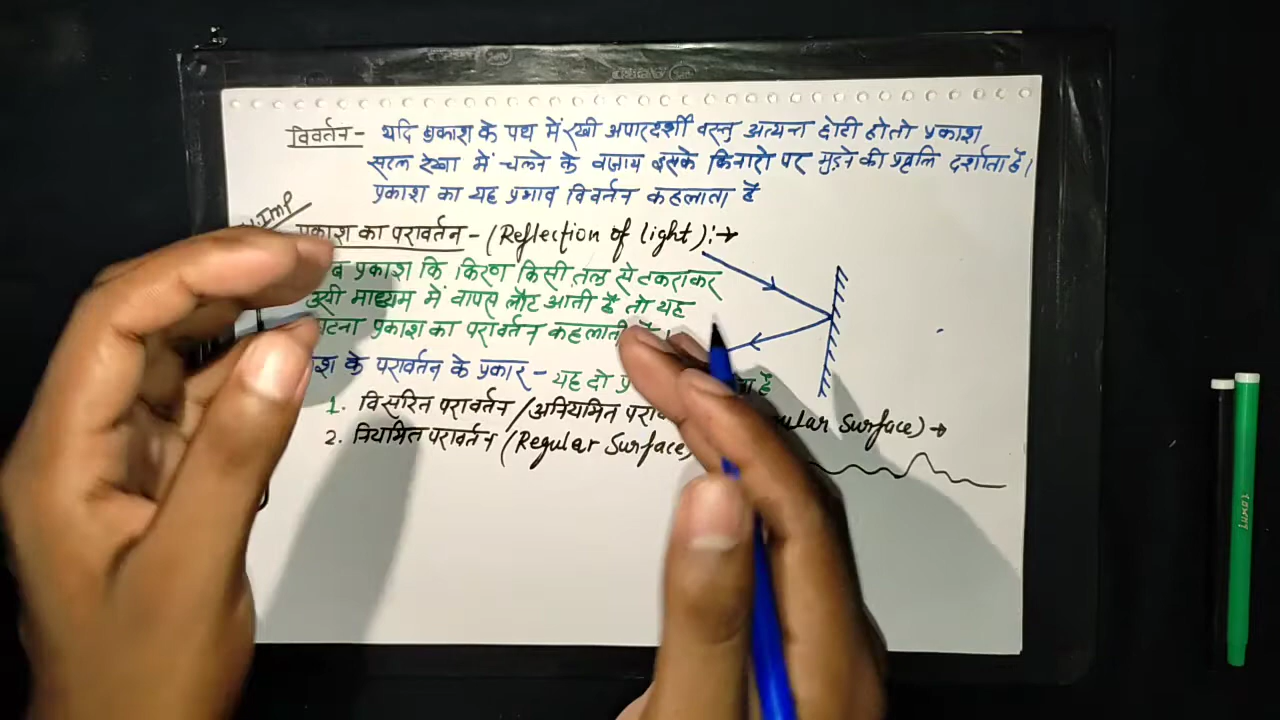 विवर्तन - यदि प्रकाश के पथ में रखी अपारदर्शी वस्तु अत्यन्त छोटी हो तो प्रकाश
सरल रेखा में चलने के बजाय इसके किनारो पर मुड़ने की प्रवृति दर्शाता है।
प्रकाश का यह प्रभाव विवर्तन कहलाता है
IMP
प्रकाश का परावर्तन - (Reflection of light) :→
प्रकाश कि किरण किसी तल से टकराकर
उसी माध्यम में वापस लौट आती है तो यह
घटना प्रकाश का परावर्तन कहलाती
के परावर्तन के प्रकार - यह दो है
1. विसरित परावर्तन / अनियमित Surface) →
2. नियमित परावर्तन (Regular Surface)